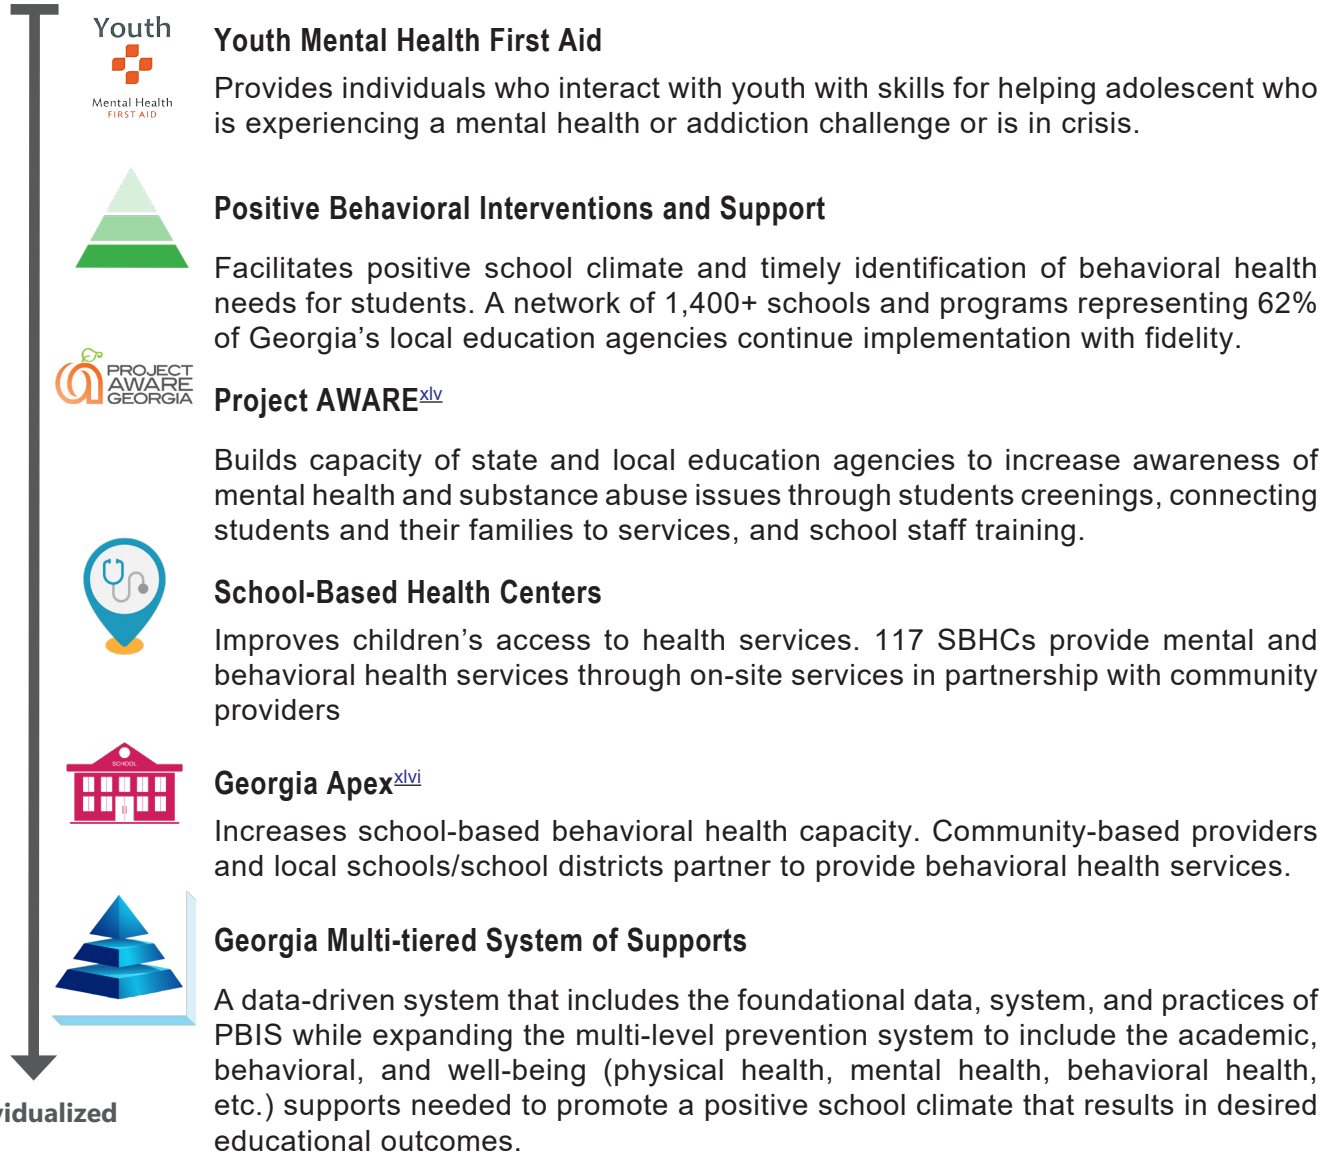 Youth
Mental Health
FIRST AID
Youth Mental Health First Aid
Provides individuals who interact with youth with skills for helping adolescent who
is experiencing a mental health or addiction challenge or is in crisis.
Positive Behavioral Interventions and Support
Facilitates positive school climate and timely identification of behavioral health
needs for students. A network of 1,400+ schools and programs representing 62%
of Georgia’s local education agencies continue implementation with fidelity.
PROJECT
AWARE
GEORGIA
Project AWARExlv
Builds capacity of state and local education agencies to increase awareness of
mental health and substance abuse issues through students creenings, connecting
students and their families to services, and school staff training.
School-Based Health Centers
Improves children’s access to health services. 117 SBHCs provide mental and
behavioral health services through on-site services in partnership with community
providers
SCHOOL
Georgia Apexxlvi
Increases school-based behavioral health capacity. Community-based providers
and local schools/school districts partner to provide behavioral health services.
Georgia Multi-tiered System of Supports
A data-driven system that includes the foundational data, system, and practices of
PBIS while expanding the multi-level prevention system to include the academic,
behavioral, and well-being (physical health, mental health, behavioral health,
etc.) supports needed to promote a positive school climate that results in desired
educational outcomes.
vidualized